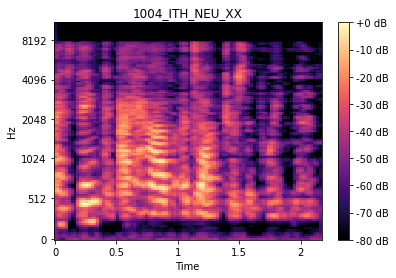 1004_ITH_NEU_XX
+0 dB
8192
-10 dB
4096
-20 dB
-30 dB
2048
Hz
-40 dB
1024
-50 dB
512
-60 dB
-70 dB
0
-80 dB
0 0.5 1 1.5 2
Time